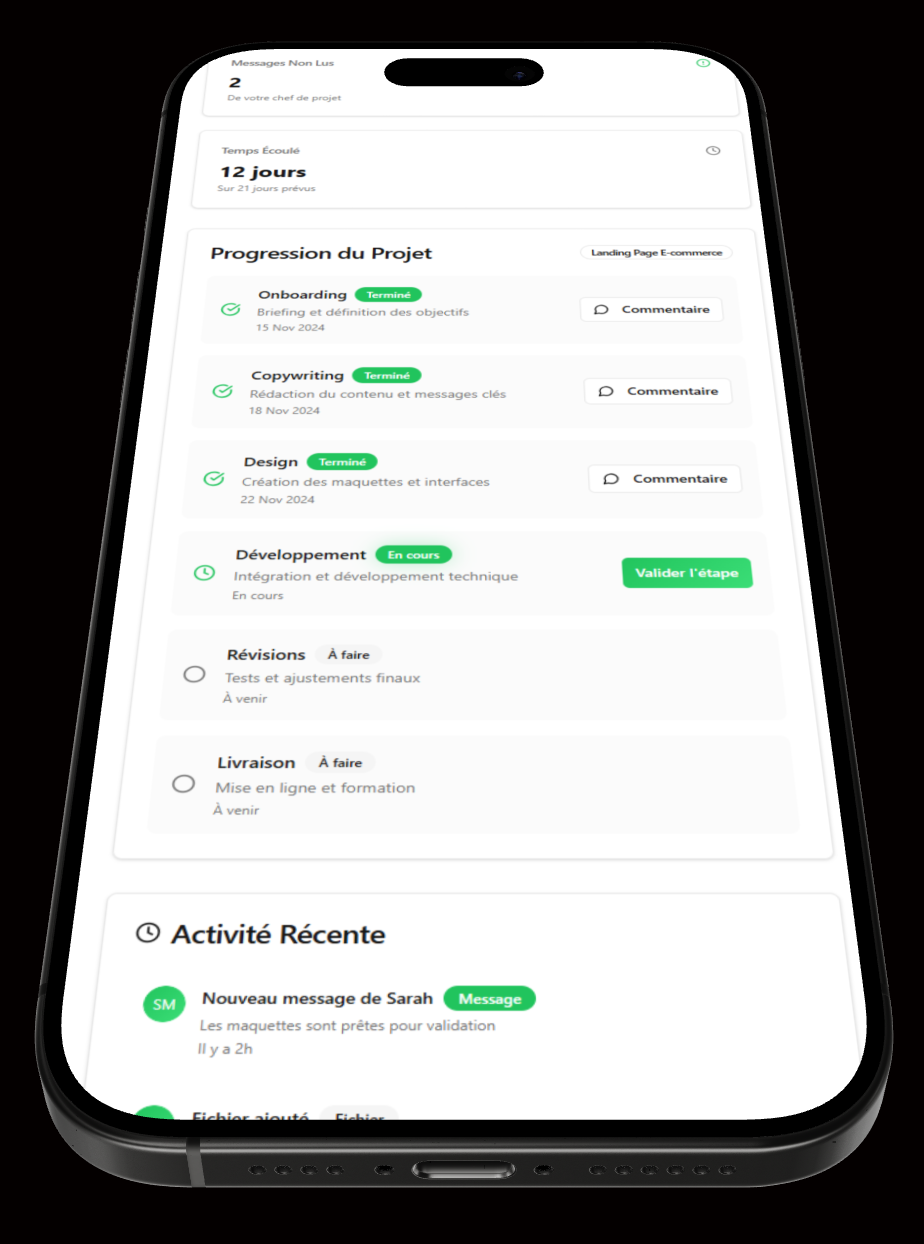 Messages Non Lus
2
De votre chef de projet
Temps Écoulé
12 jours
Sur 21 jours prévus
Progression du Projet
Landing Page E-commerce
Onboarding Terminé
Briefing et définition des objectifs
15 Nov 2024
Commentaire
Copywriting Terminé
Rédaction du contenu et messages clés
18 Nov 2024
Commentaire
Design Terminé
Création des maquettes et interfaces
22 Nov 2024
Commentaire
Développement En cours
Intégration et développement technique
En cours
Valider l'étape
Révisions À faire
Tests et ajustements finaux
À venir
Livraison À faire
Mise en ligne et formation
À venir
Activité Récente
SM
Nouveau message de Sarah Message
Les maquettes sont prêtes pour validation
Il y a 2h
Fichier ajouté Fichier